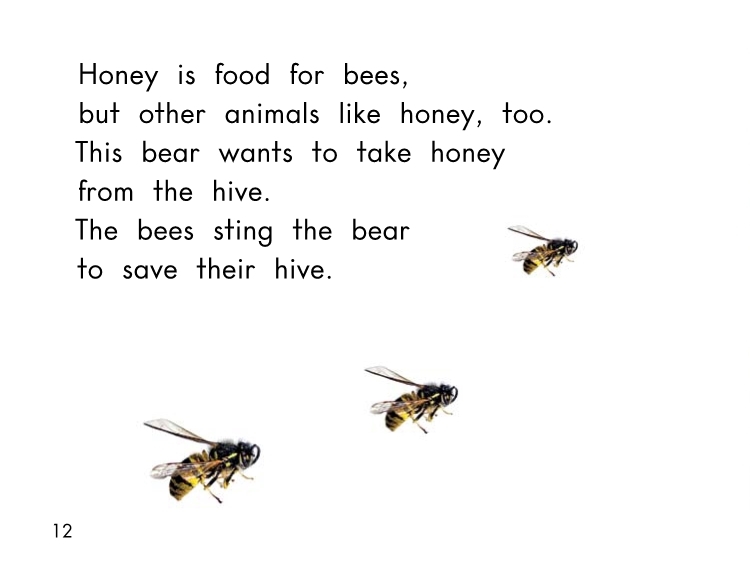 Honey is food for bees,
but other animals like honey, too.
This bear wants to take honey
from the hive.
The bees sting the bear
to save their hive.
12